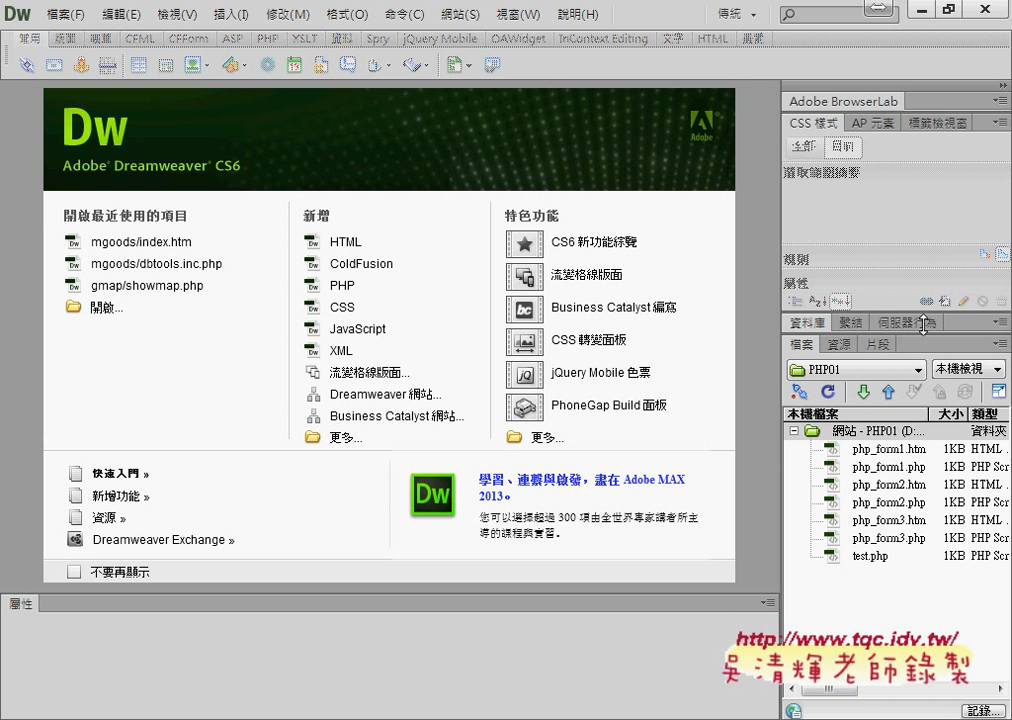 Dw 檔案(F) 編輯(E) 檢視(V) 插入(I) 修改(M) 格式(O) 命令(C) 網站(S) 視窗(W) 說明(H) 傳統
常用 版面 CFML CFForm ASP PHP XSLT 資料 Spry jQuery Mobile OAWidget InContext Editing 文字 HTML
Dw
Adobe® Dreamweaver® CS6
Adobe
開啟最近使用的項目
mgoods/index.htm
mgoods/dbtools.inc.php
gmap/showmap.php
開啟...
新增
HTML
ColdFusion
PHP
CSS
JavaScript
XML
流變格線版面...
Dreamweaver 網站...
Business Catalyst 網站...
更多...
特色功能
CS6 新功能綜覽
流變格線版面
Business Catalyst 編寫
CSS 轉變面板
jQuery Mobile 色票
PhoneGap Build 面板
更多...
快速入門 »
新增功能 »
資源 »
Dreamweaver Exchange »
學習、連繫與啟發，盡在 Adobe MAX
2013。
您可以選擇超過 300 項由全世界專家講者所主
導的課程與實習。
不要再顯示
屬性
Adobe BrowserLab
CSS 樣式 AP 元素 標籤檢視窗
全部 目前
規則
屬性
資料庫 繫結 伺服器行為
檔案 資源 片段
PHP01 本機檢視
本機檔案 大小 類型
網站 - PHP01 (D:... 資料夾
php_form1.htm 1KB HTML
php_form1.php 1KB PHP Scr
php_form2.htm 1KB HTML
php_form2.php 1KB PHP Scr
php_form3.htm 1KB HTML
php_form3.php 1KB PHP Scr
test.php 1KB PHP Scr
http://www.tqc.idv.tw/
吳清輝老師錄製
記錄...